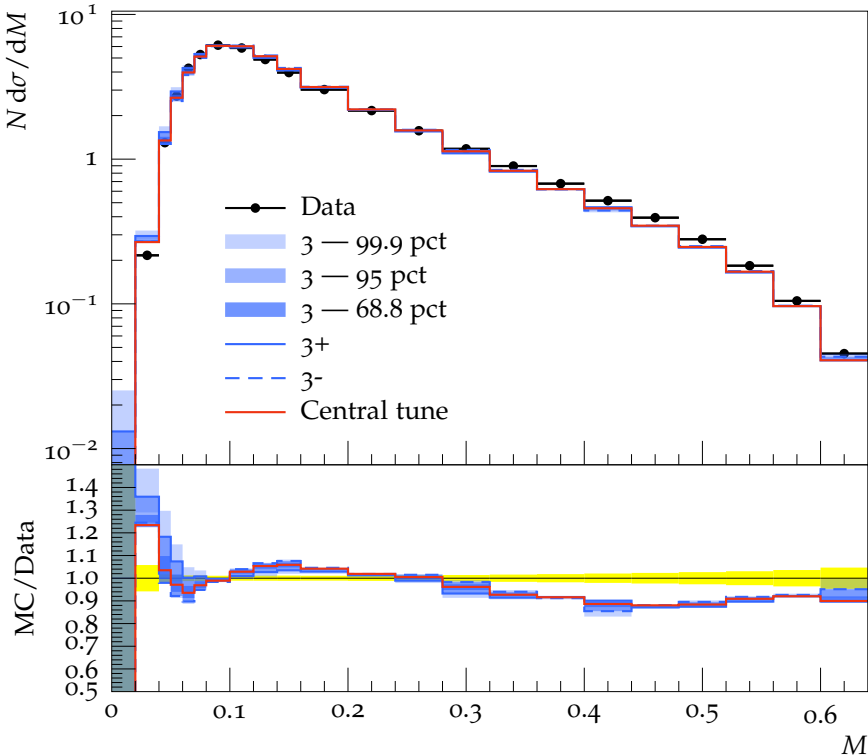 N dσ/dM
10¹
1
10⁻¹
10⁻²
Data
3 — 99.9 pct
3 — 95 pct
3 — 68.8 pct
3+
3-
Central tune
MC/Data
1.4
1.3
1.2
1.1
1.0
0.9
0.8
0.7
0.6
0.5
0 0.1 0.2 0.3 0.4 0.5 0.6
M